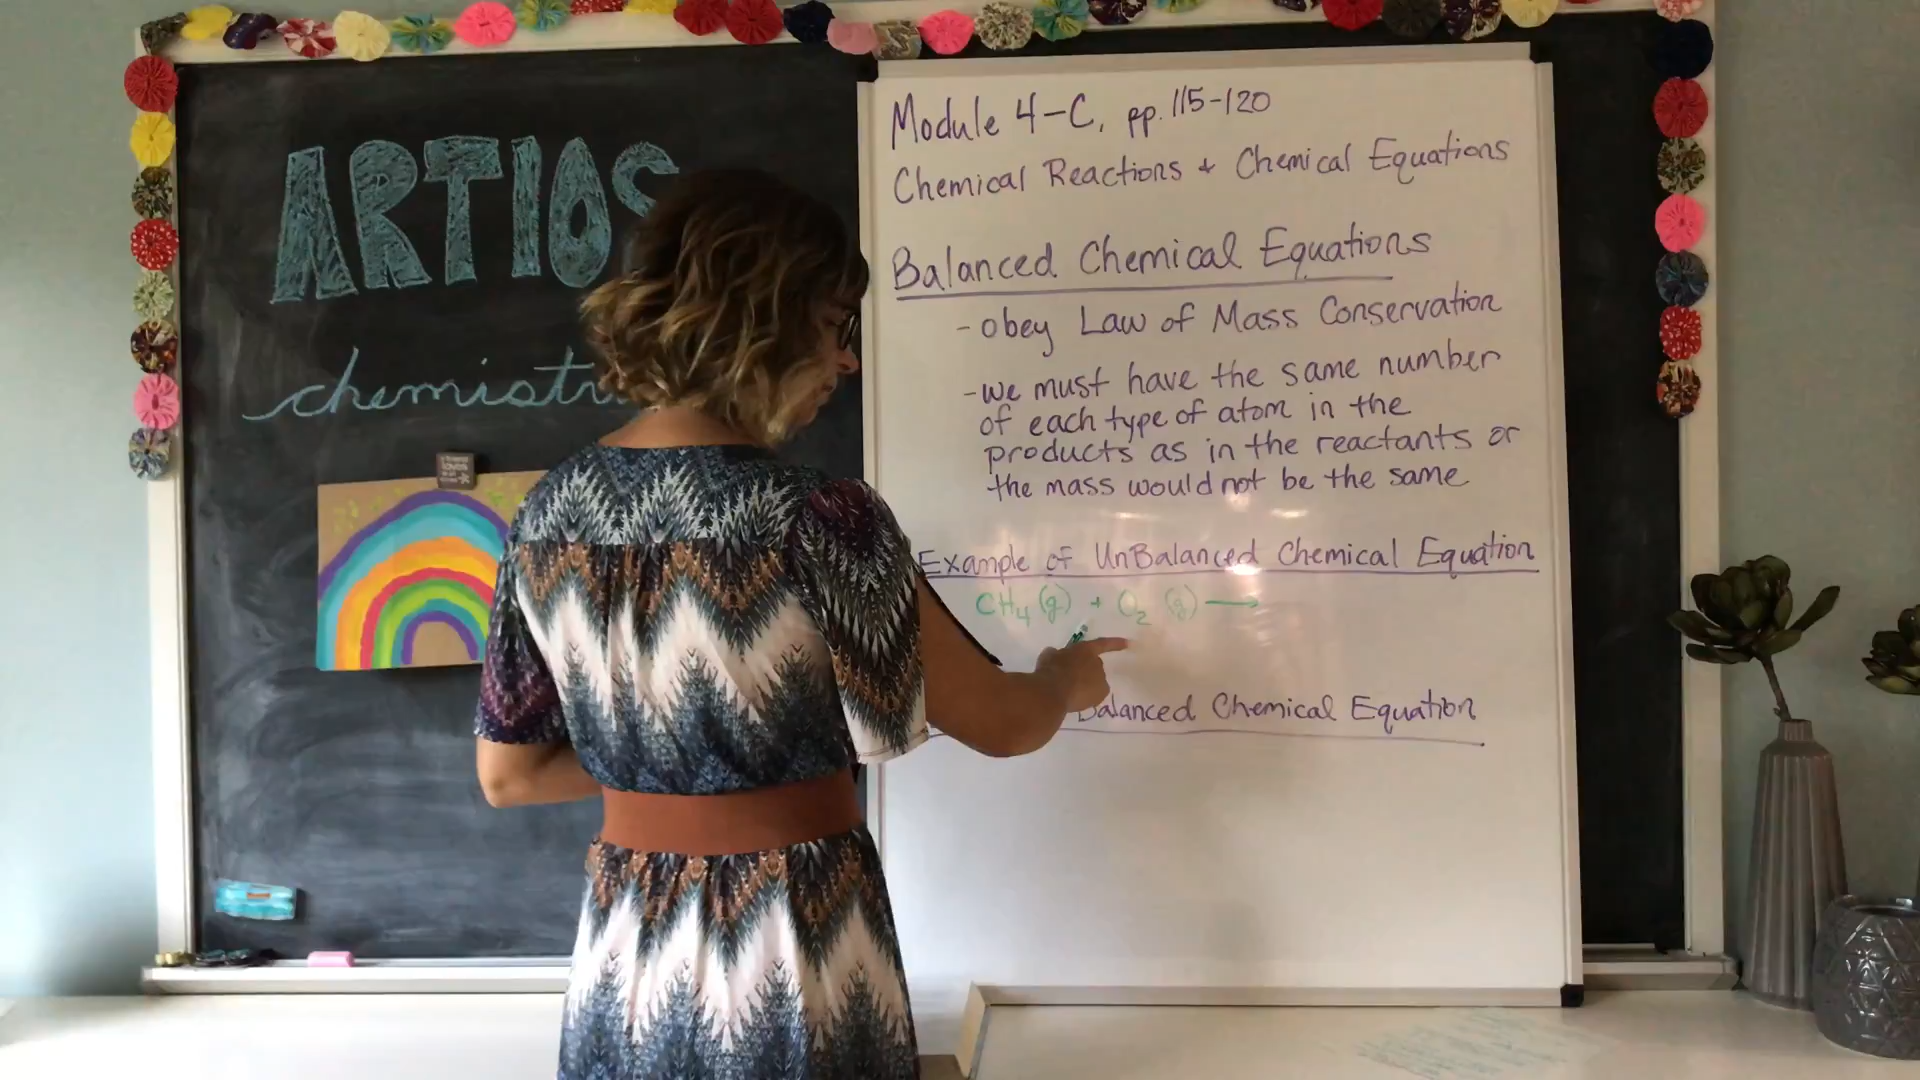 ARTIOS
chemistr
Module 4-C, pp. 115-120
Chemical Reactions + Chemical Equations
Balanced Chemical Equations
- obey Law of Mass Conservation
- we must have the same number
of each type of atom in the
products as in the reactants or
the mass would not be the same
Example of UnBalanced Chemical Equation
CH₄ (g) + O₂ (g) →
Balanced Chemical Equation